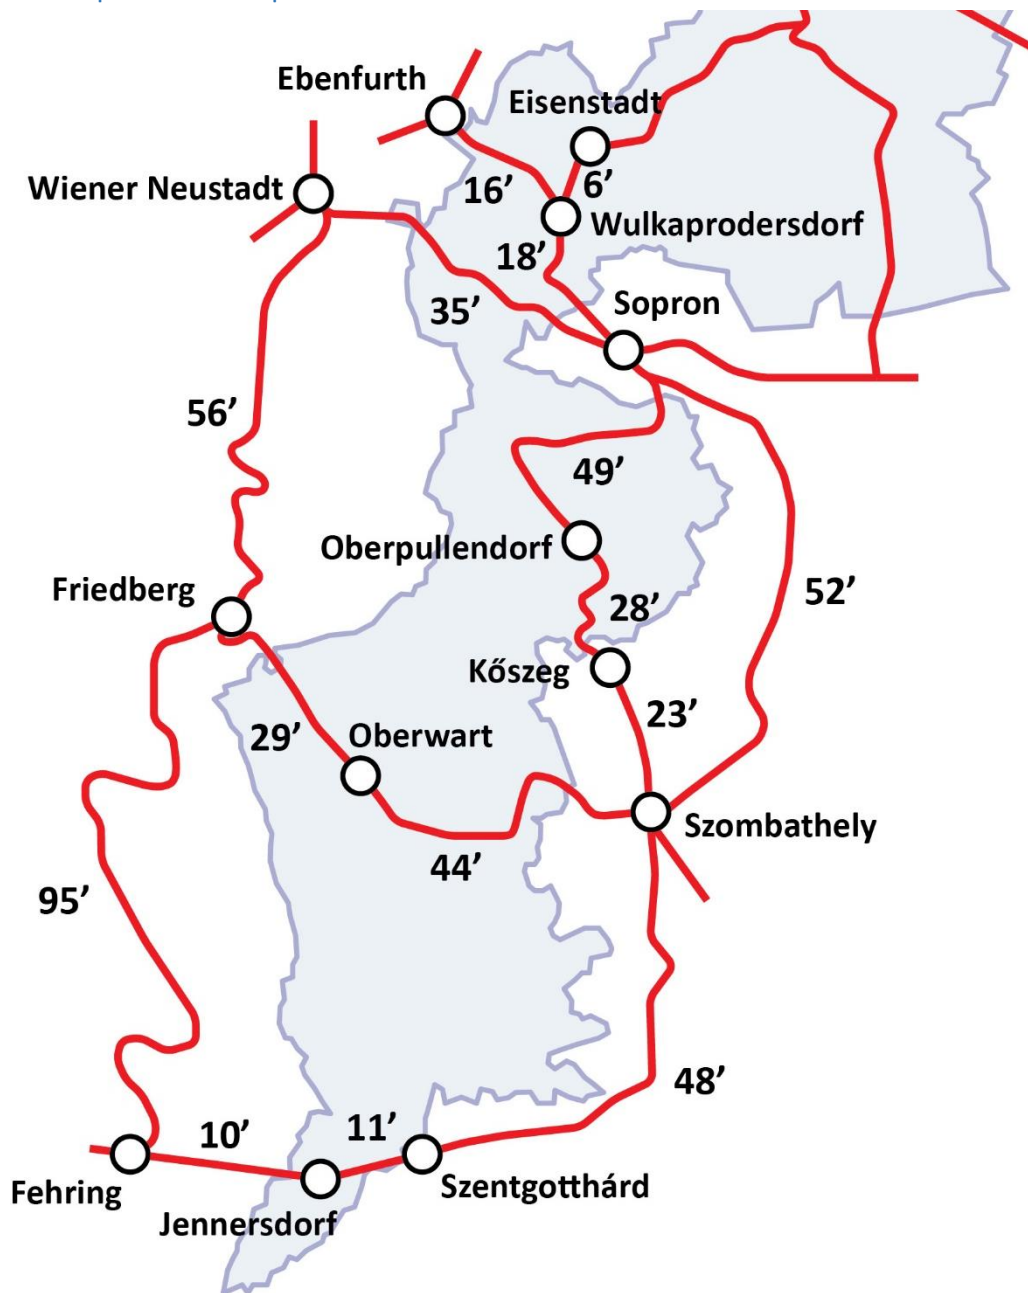 Ebenfurth
Eisenstadt
Wiener Neustadt
16’
6’
Wulkaprodersdorf
18’
Sopron
35’
56’
49’
Oberpullendorf
52’
Friedberg
28’
Kőszeg
23’
29’
Oberwart
Szombathely
44’
95’
48’
11’
10’
Fehring
Szentgotthárd
Jennersdorf